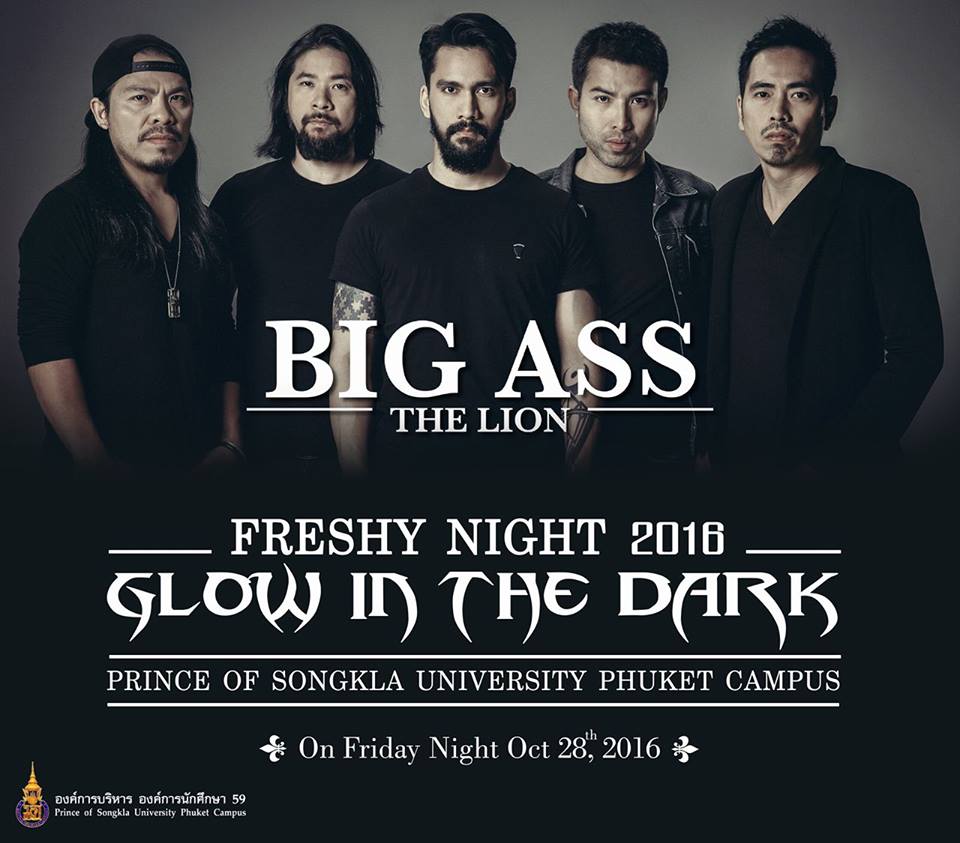 BIG ASS
THE LION
FRESHY NIGHT 2016
GLOW IN THE DARK
PRINCE OF SONGKLA UNIVERSITY PHUKET CAMPUS
On Friday Night Oct 28th, 2016
องค์การบริหาร องค์การนักศึกษา 59
Prince of Songkla University Phuket Campus